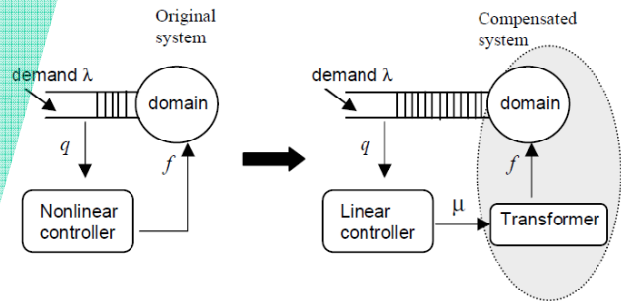 Original
system
demand λ
domain
q
f
Nonlinear
controller
Compensated
system
demand λ
domain
q
f
Linear
controller
μ
Transformer